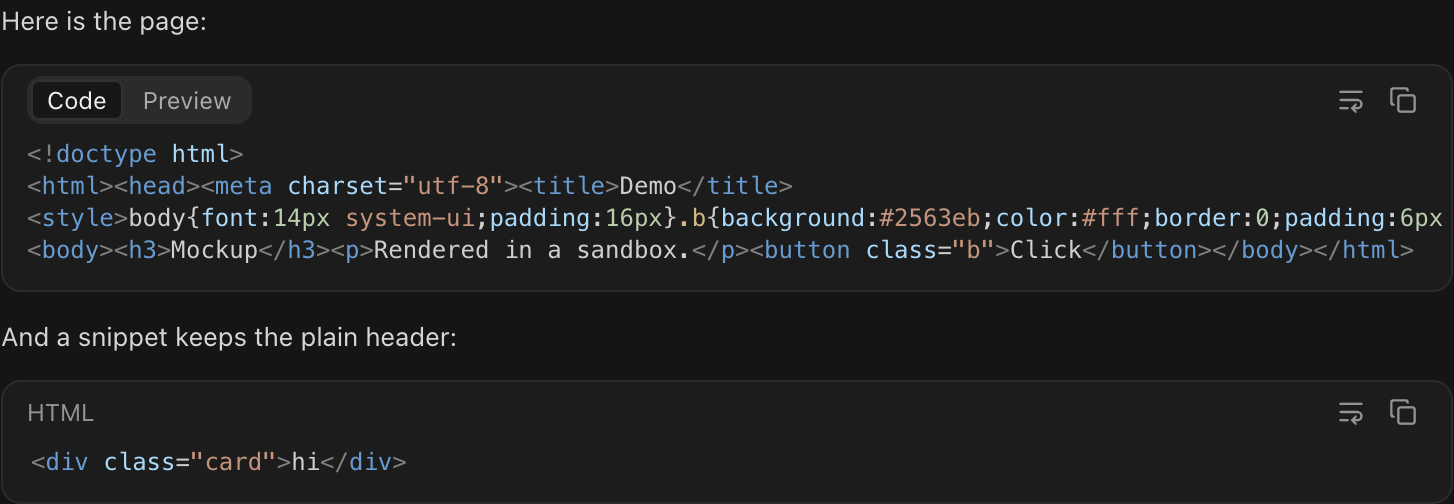 Here is the page:
Code Preview
<!doctype html>
<html><head><meta charset="utf-8"><title>Demo</title>
<style>body{font:14px system-ui;padding:16px}.b{background:#2563eb;color:#fff;border:0;padding:6px
<body><h3>Mockup</h3><p>Rendered in a sandbox.</p><button class="b">Click</button></body></html>
And a snippet keeps the plain header:
HTML
<div class="card">hi</div>